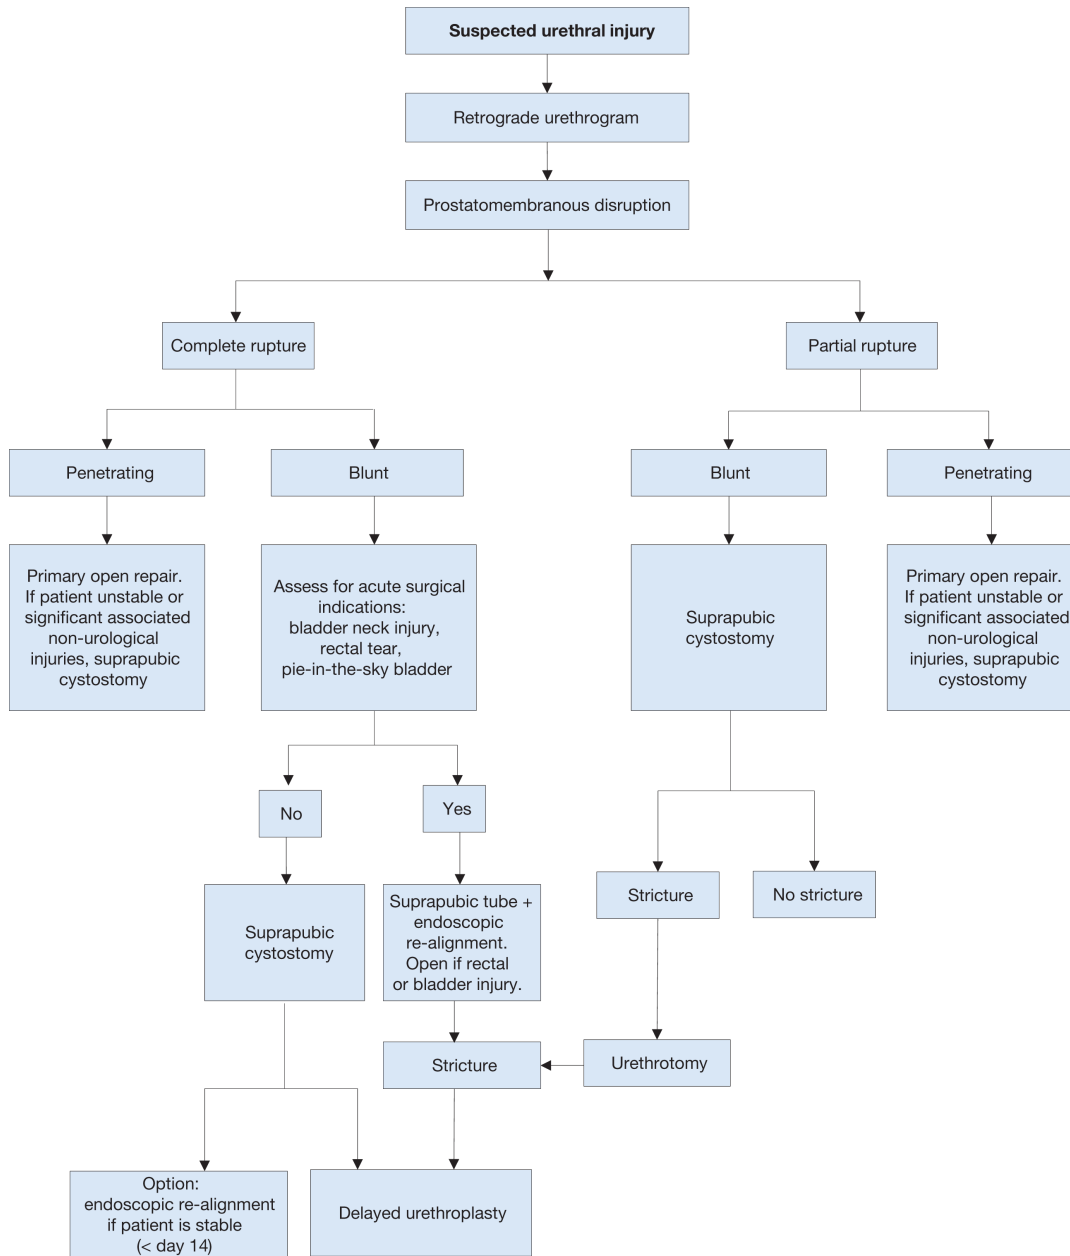 Suspected urethral injury
Retrograde urethrogram
Prostatomembranous disruption
Complete rupture
Partial rupture
Penetrating
Blunt
Blunt
Penetrating
Primary open repair.
If patient unstable or
significant associated
non-urological
injuries, suprapubic
cystostomy
Assess for acute surgical
indications:
bladder neck injury,
rectal tear,
pie-in-the-sky bladder
Suprapubic
cystostomy
Primary open repair.
If patient unstable or
significant associated
non-urological
injuries, suprapubic
cystostomy
No
Yes
Suprapubic
cystostomy
Suprapubic tube +
endoscopic
re-alignment.
Open if rectal
or bladder injury.
Stricture
No stricture
Stricture
Urethrotomy
Option:
endoscopic re-alignment
if patient is stable
(< day 14)
Delayed urethroplasty